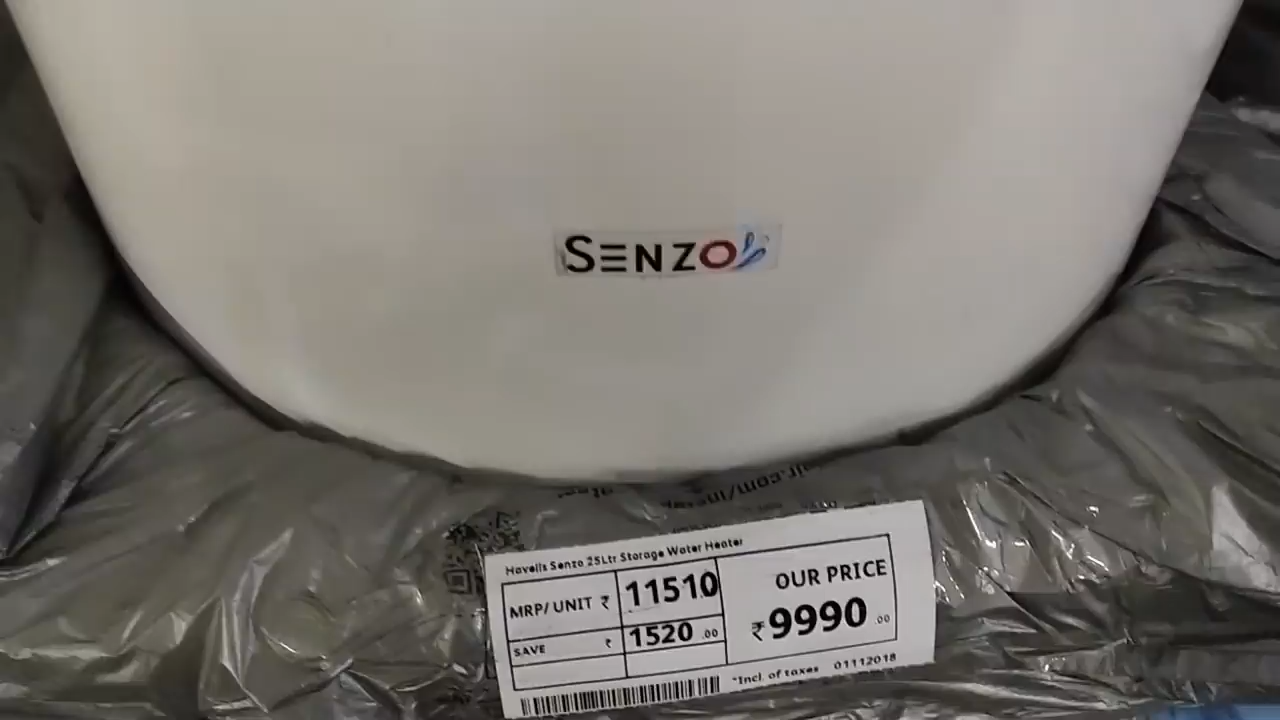 SENZO
Havells Senzo 25Ltr Storage Water Heater
MRP/ UNIT ₹ 11510
OUR PRICE
₹ 9990 .00
SAVE ₹ 1520 .00
*Incl. of taxes 01112018